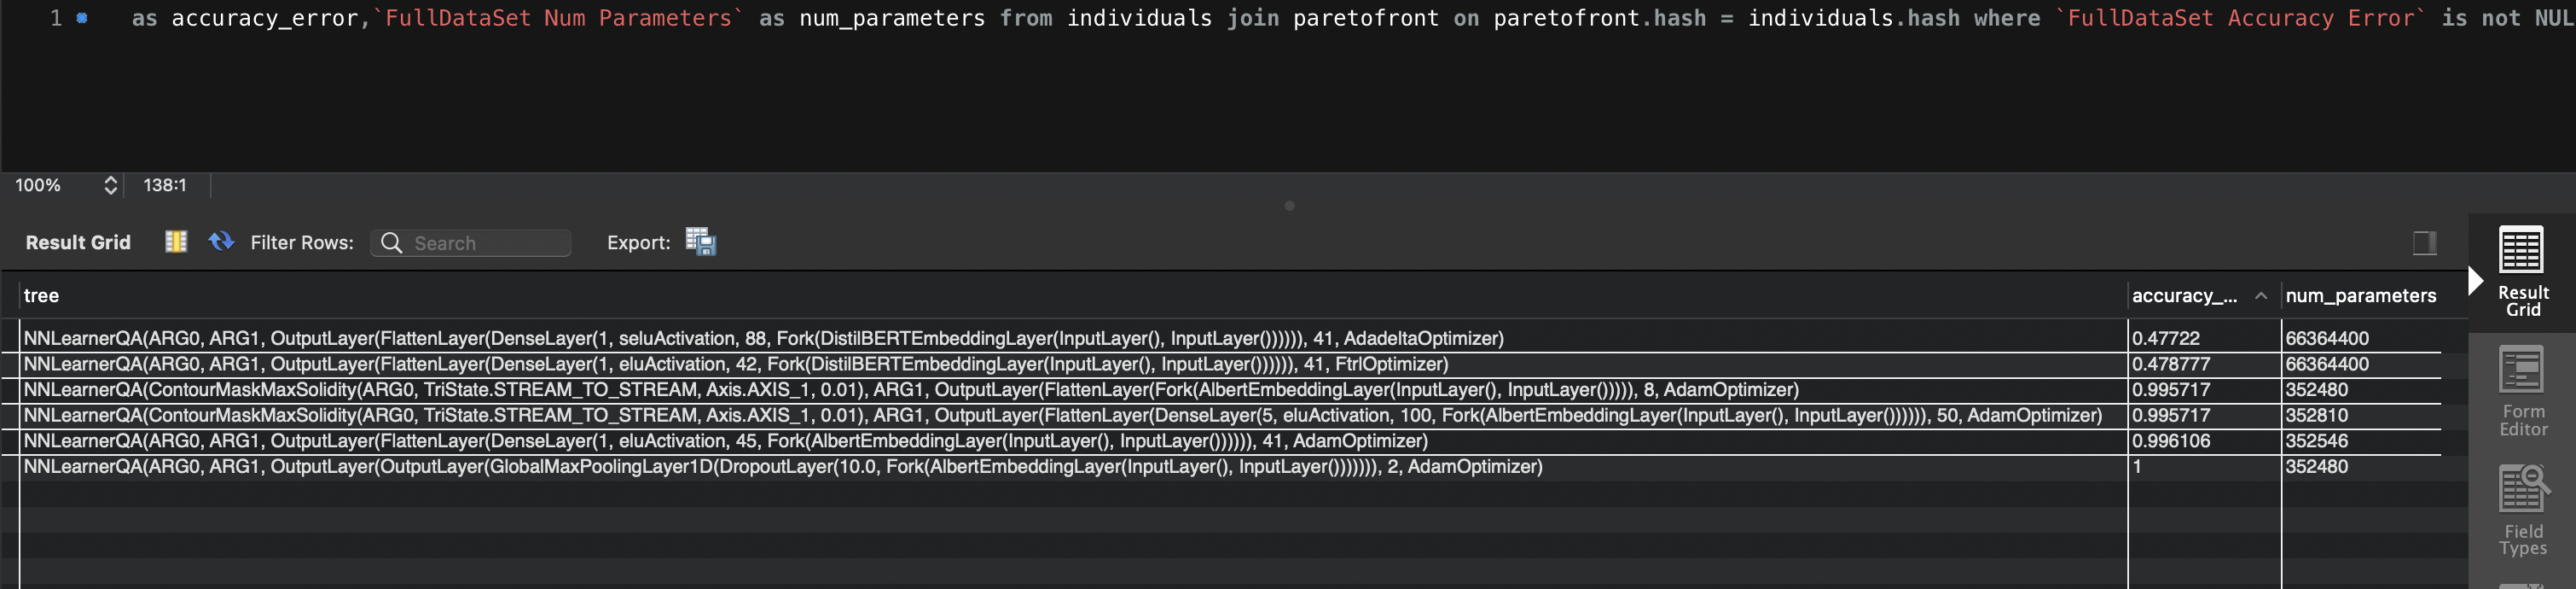 1 as accuracy_error,`FullDataSet Num Parameters` as num_parameters from individuals join paretofront on paretofront.hash = individuals.hash where `FullDataSet Accuracy Error` is not NUL
100% 138:1
Result Grid Filter Rows: Search Export:
Result Grid
Form Editor
Field Types
tree accuracy_... num_parameters
NNLearnerQA(ARG0, ARG1, OutputLayer(FlattenLayer(DenseLayer(1, seluActivation, 88, Fork(DistilBERTEmbeddingLayer(InputLayer(), InputLayer()))))), 41, AdadeltaOptimizer) 0.47722 66364400
NNLearnerQA(ARG0, ARG1, OutputLayer(FlattenLayer(DenseLayer(1, eluActivation, 42, Fork(DistilBERTEmbeddingLayer(InputLayer(), InputLayer()))))), 41, FtrlOptimizer) 0.478777 66364400
NNLearnerQA(ContourMaskMaxSolidity(ARG0, TriState.STREAM_TO_STREAM, Axis.AXIS_1, 0.01), ARG1, OutputLayer(FlattenLayer(Fork(AlbertEmbeddingLayer(InputLayer(), InputLayer())))), 8, AdamOptimizer) 0.995717 352480
NNLearnerQA(ContourMaskMaxSolidity(ARG0, TriState.STREAM_TO_STREAM, Axis.AXIS_1, 0.01), ARG1, OutputLayer(FlattenLayer(DenseLayer(5, eluActivation, 100, Fork(AlbertEmbeddingLayer(InputLayer(), InputLayer()))))), 50, AdamOptimizer) 0.995717 352810
NNLearnerQA(ARG0, ARG1, OutputLayer(FlattenLayer(DenseLayer(1, eluActivation, 45, Fork(AlbertEmbeddingLayer(InputLayer(), InputLayer()))))), 41, AdamOptimizer) 0.996106 352546
NNLearnerQA(ARG0, ARG1, OutputLayer(OutputLayer(GlobalMaxPoolingLayer1D(DropoutLayer(10.0, Fork(AlbertEmbeddingLayer(InputLayer(), InputLayer())))))), 2, AdamOptimizer) 1 352480